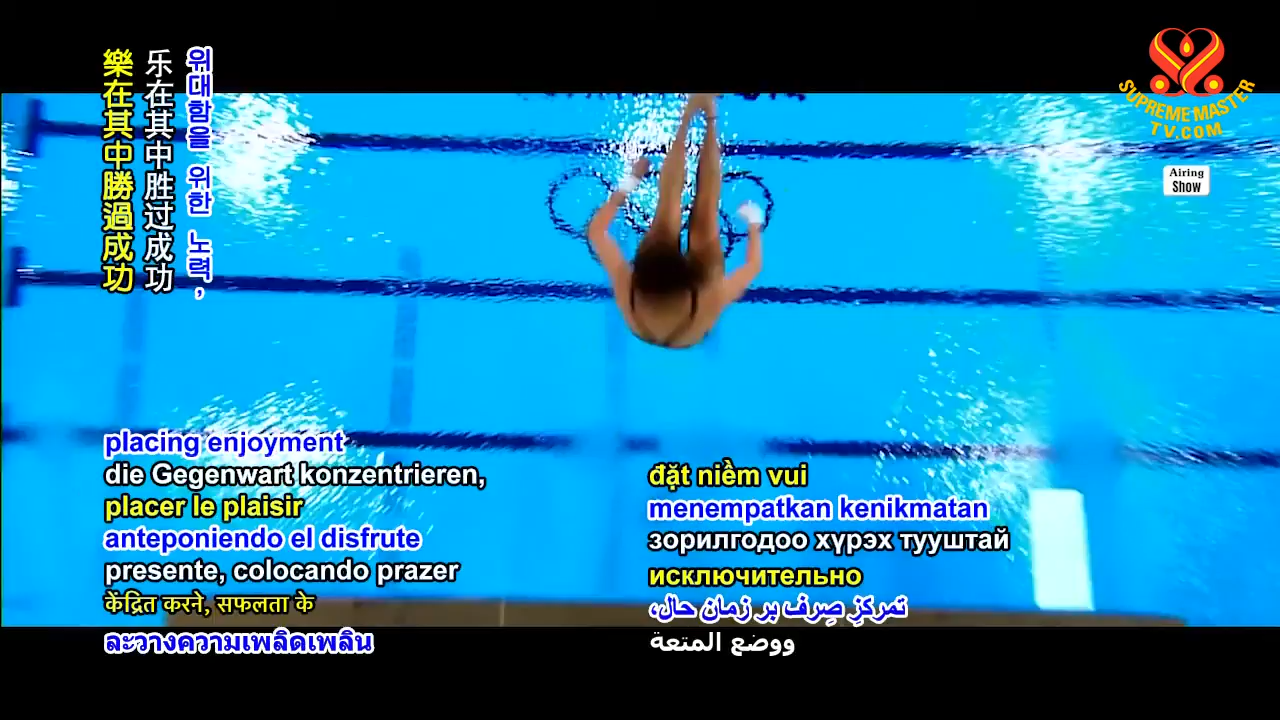 樂在其中勝過成功
乐在其中胜过成功
위대함을 위한 노력,
SUPREME MASTER
TV.COM
Airing
Show
placing enjoyment
die Gegenwart konzentrieren,
placer le plaisir
anteponiendo el disfrute
presente, colocando prazer
केंद्रित करने, सफलता के
ละวางความเพลิดเพลิน
đặt niềm vui
menempatkan kenikmatan
зорилгодоо хүрэх тууштай
исключительно
تمرکزِ صِرف بر زمان حال،
ووضع المتعة